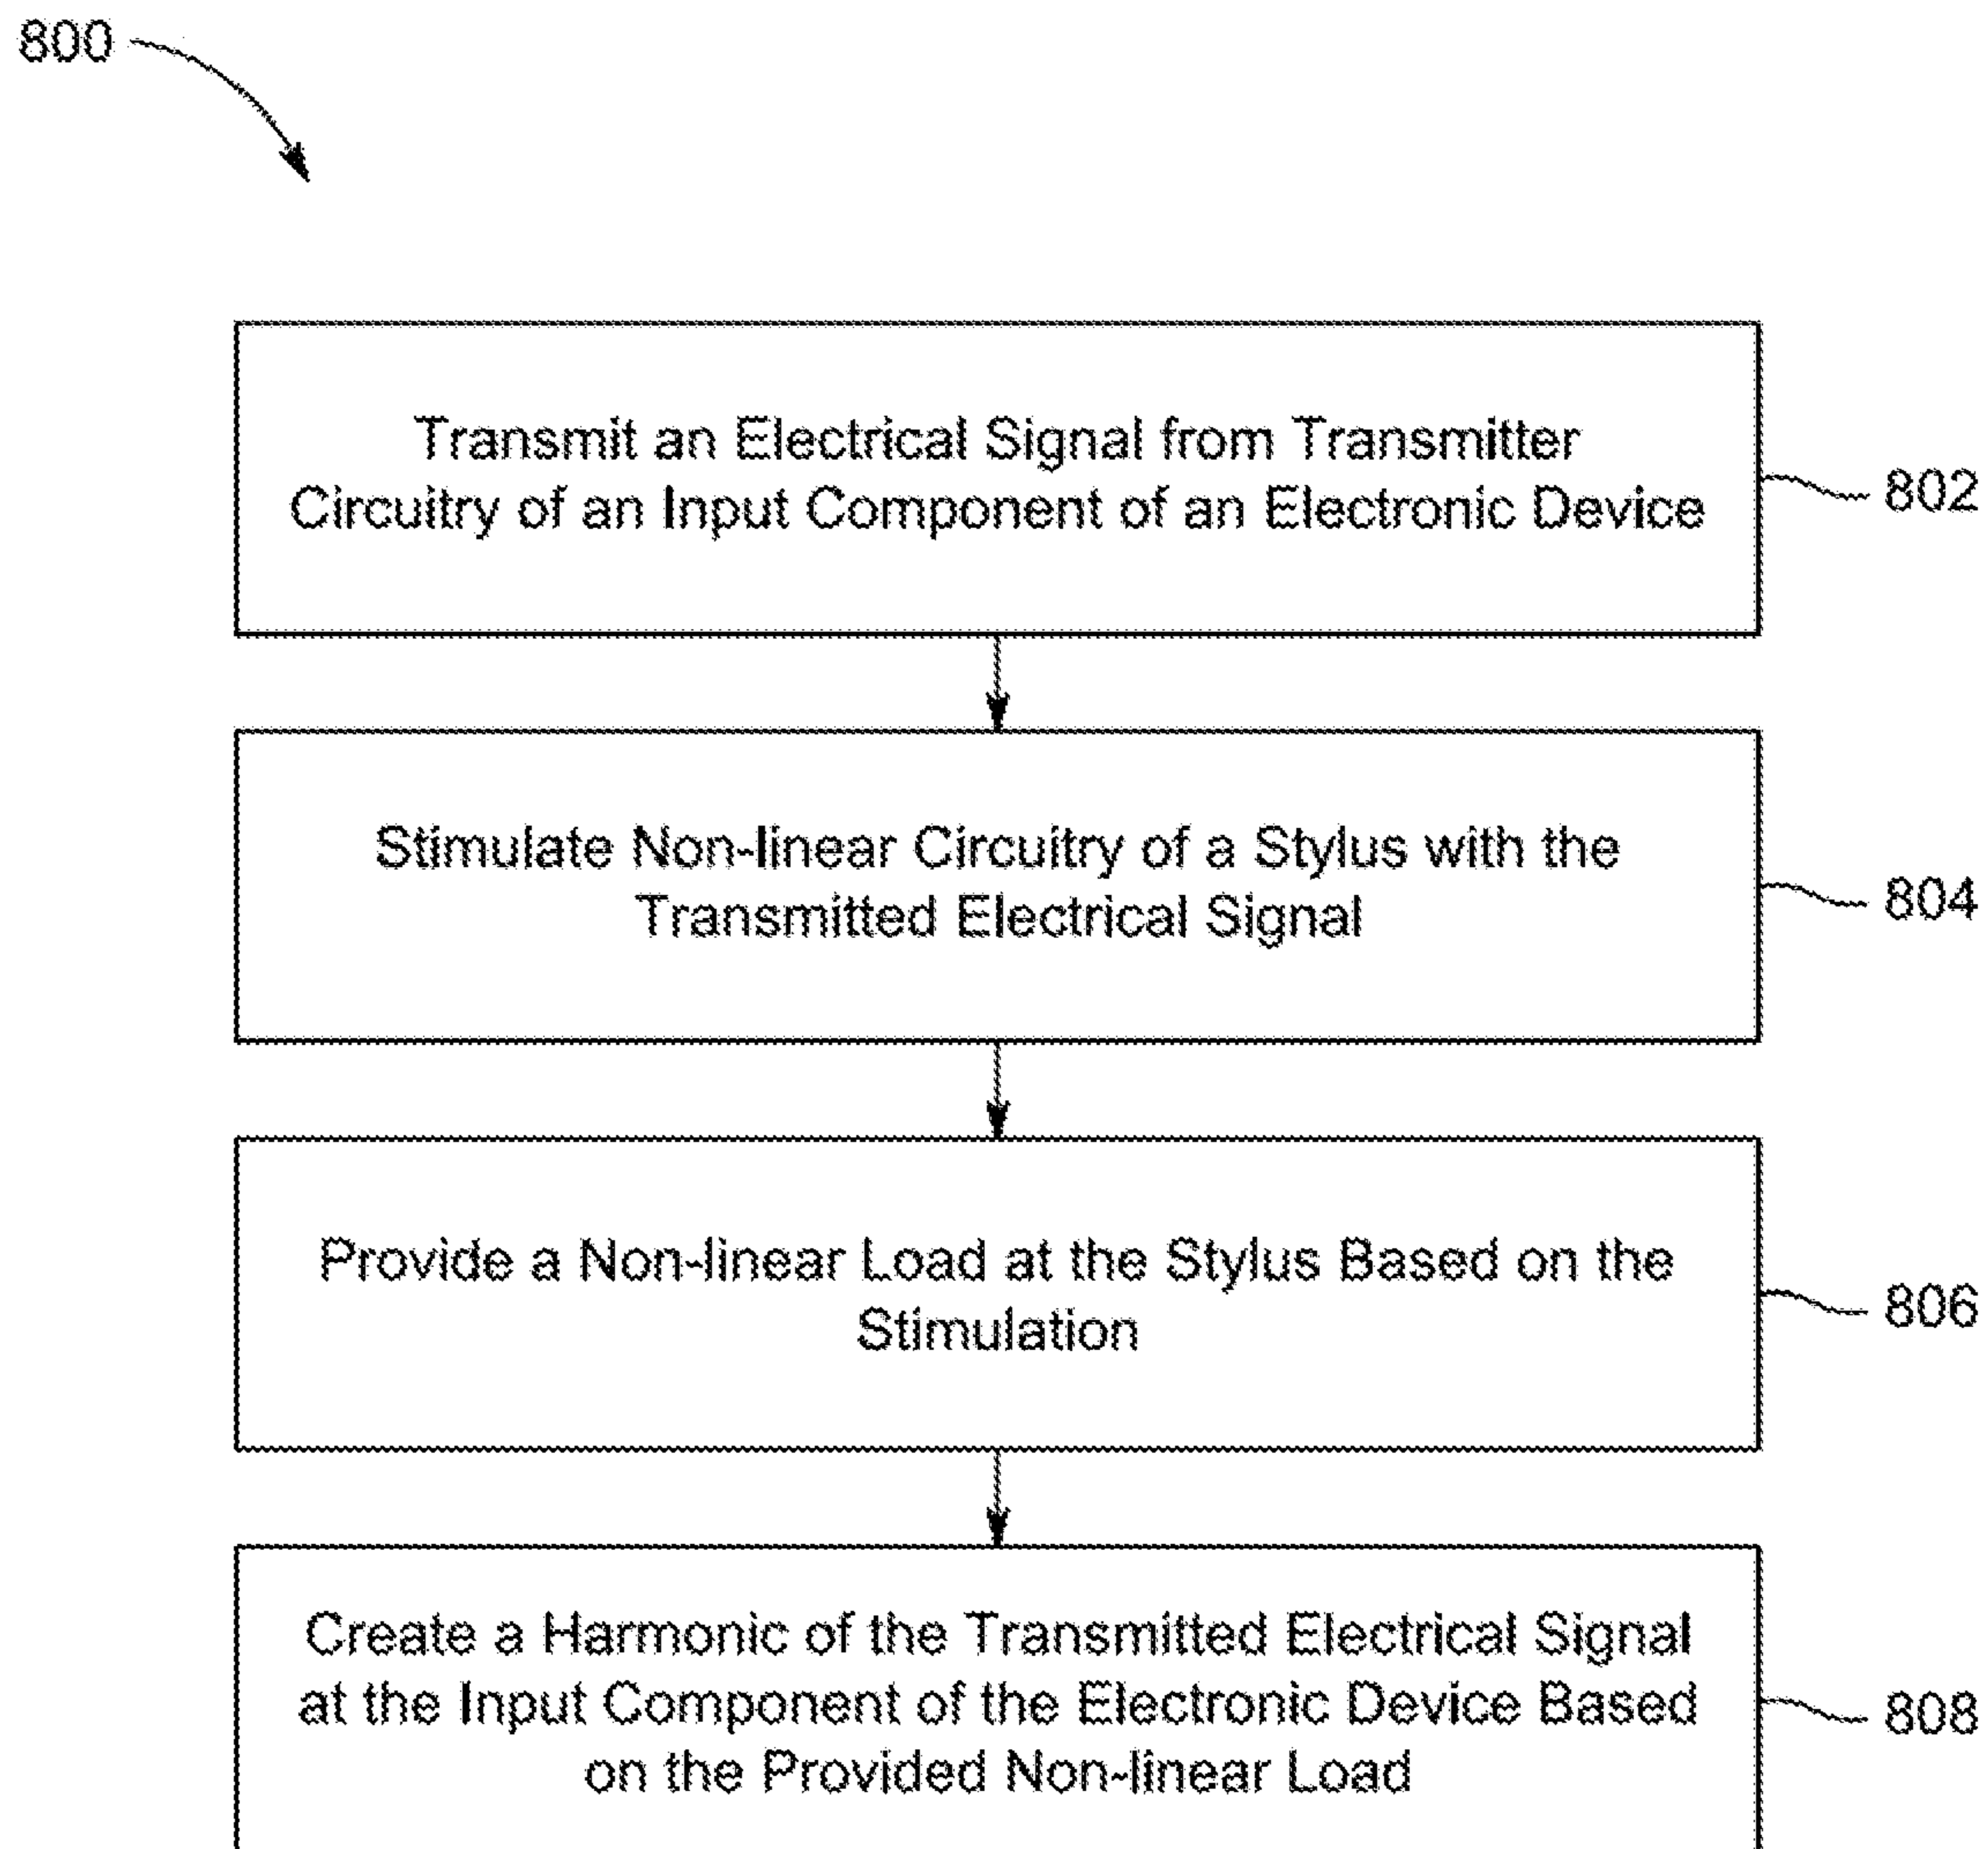 800
Transmit an Electrical Signal from Transmitter
Circuitry of an Input Component of an Electronic Device
802
Stimulate Non-linear Circuitry of a Stylus with the
Transmitted Electrical Signal
804
Provide a Non-linear Load at the Stylus Based on the
Stimulation
806
Create a Harmonic of the Transmitted Electrical Signal
at the Input Component of the Electronic Device Based
on the Provided Non-linear Load
808